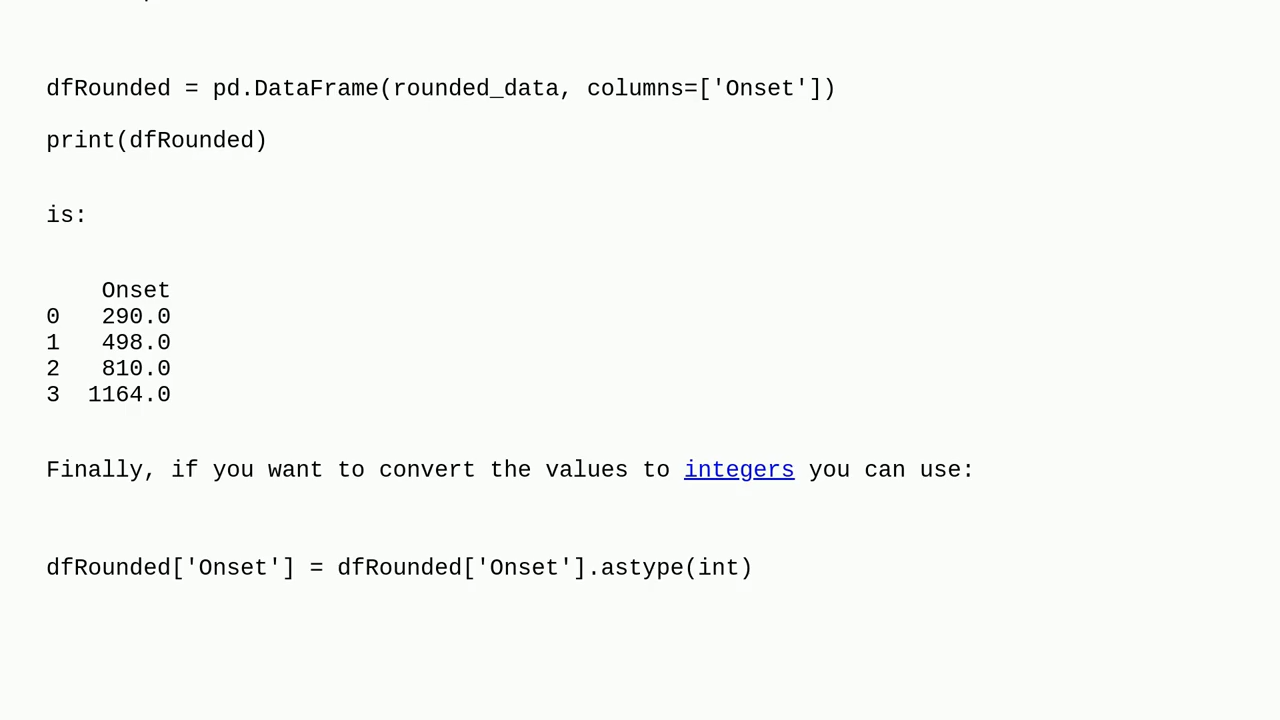 dfRounded = pd.DataFrame(rounded_data, columns=['Onset'])
print(dfRounded)
is:
    Onset
0   290.0
1   498.0
2   810.0
3  1164.0
Finally, if you want to convert the values to integers you can use:
dfRounded['Onset'] = dfRounded['Onset'].astype(int)